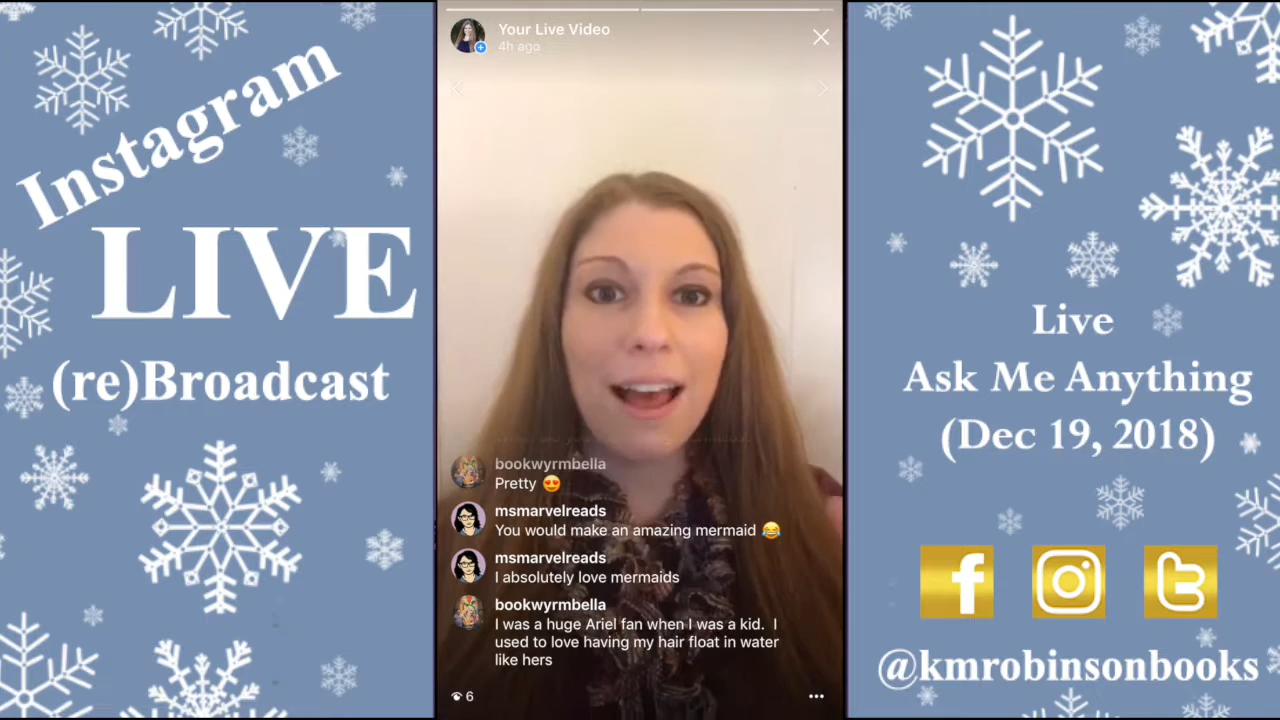 Instagram
LIVE
(re)Broadcast
Your Live Video
4h ago
bookwyrmbella
Pretty 😍
msmarvelreads
You would make an amazing mermaid 😂
msmarvelreads
I absolutely love mermaids
bookwyrmbella
I was a huge Ariel fan when I was a kid. I
used to love having my hair float in water
like hers
6
Live
Ask Me Anything
(Dec 19, 2018)
@kmrobinsonbooks